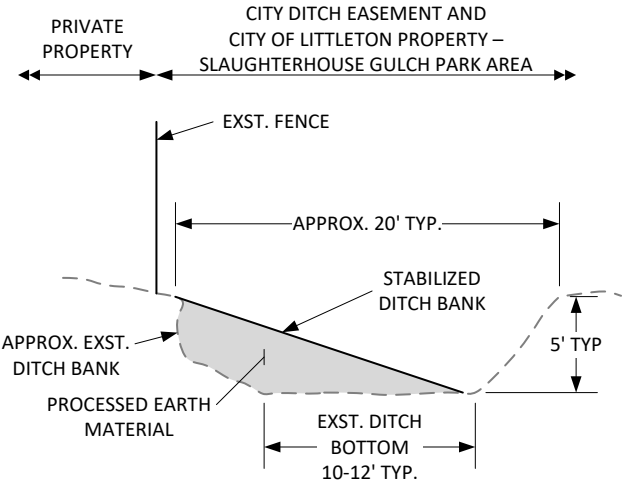 PRIVATE
PROPERTY
CITY DITCH EASEMENT AND
CITY OF LITTLETON PROPERTY –
SLAUGHTERHOUSE GULCH PARK AREA
EXST. FENCE
APPROX. 20' TYP.
STABILIZED
DITCH BANK
APPROX. EXST.
DITCH BANK
5' TYP
PROCESSED EARTH
MATERIAL
EXST. DITCH
BOTTOM
10-12' TYP.